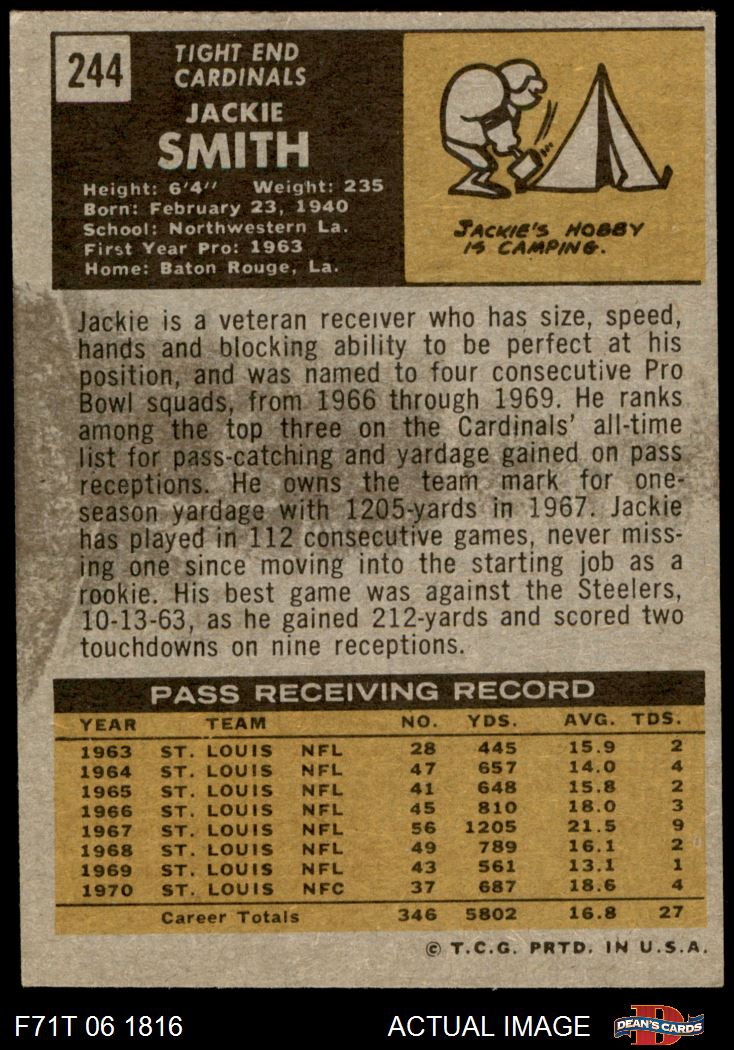 244
TIGHT END
CARDINALS
JACKIE
SMITH
Height: 6'4'' Weight: 235
Born: February 23, 1940
School: Northwestern La.
First Year Pro: 1963
Home: Baton Rouge, La.
JACKIE'S HOBBY
IS CAMPING.
Jackie is a veteran receiver who has size, speed,
hands and blocking ability to be perfect at his
position, and was named to four consecutive Pro
Bowl squads, from 1966 through 1969. He ranks
among the top three on the Cardinals' all-time
list for pass-catching and yardage gained on pass
receptions. He owns the team mark for one-
season yardage with 1205-yards in 1967. Jackie
has played in 112 consecutive games, never miss-
ing one since moving into the starting job as a
rookie. His best game was against the Steelers,
10-13-63, as he gained 212-yards and scored two
touchdowns on nine receptions.
PASS RECEIVING RECORD
YEAR TEAM NO. YDS. AVG. TDS.
1963 ST. LOUIS NFL 28 445 15.9 2
1964 ST. LOUIS NFL 47 657 14.0 4
1965 ST. LOUIS NFL 41 648 15.8 2
1966 ST. LOUIS NFL 45 810 18.0 3
1967 ST. LOUIS NFL 56 1205 21.5 9
1968 ST. LOUIS NFL 49 789 16.1 2
1969 ST. LOUIS NFL 43 561 13.1 1
1970 ST. LOUIS NFC 37 687 18.6 4
Career Totals 346 5802 16.8 27
© T.C.G. PRTD. IN U.S.A.
F71T 06 1816 ACTUAL IMAGE D DEAN'S CARDS